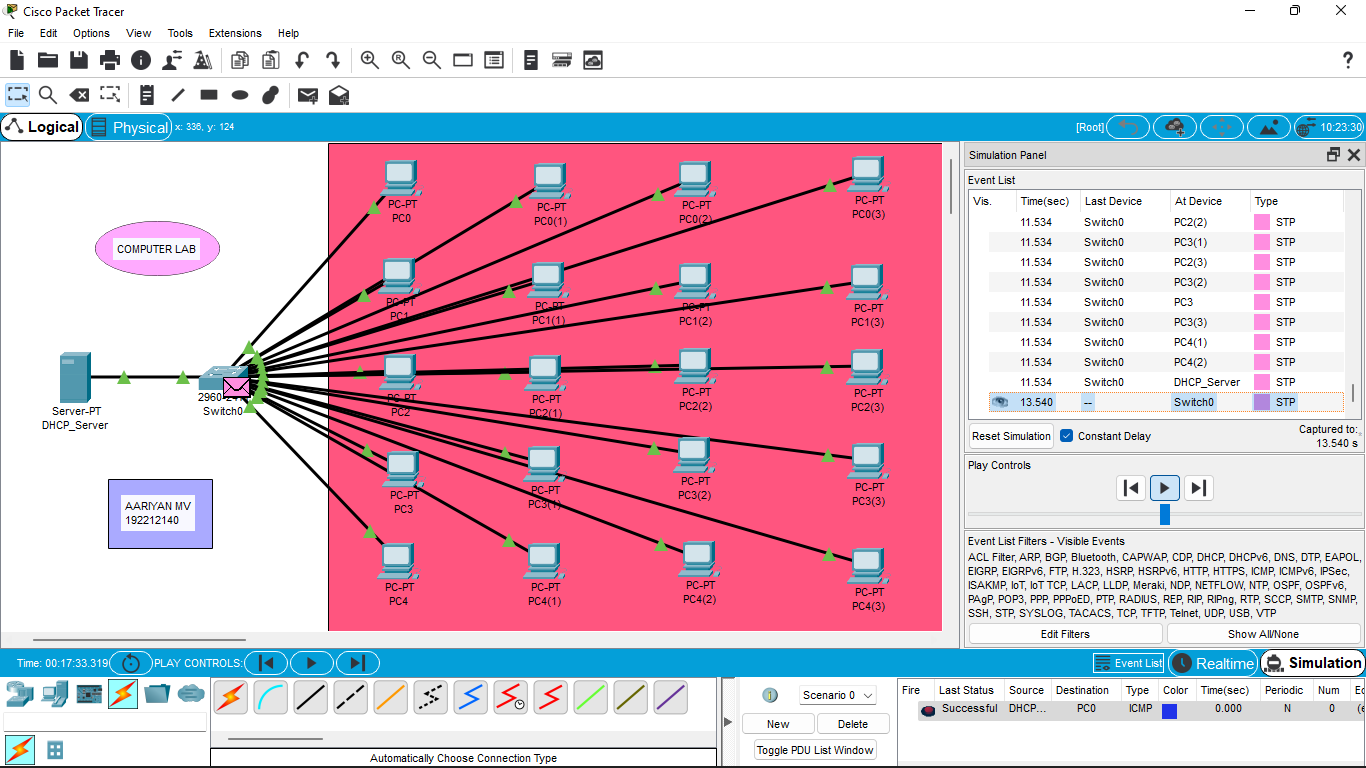 Cisco Packet Tracer
File Edit Options View Tools Extensions Help
Logical Physical x: 336, y: 124 [Root] 10:23:30
COMPUTER LAB
Server-PT
DHCP_Server
Switch0
AARIYAN MV
192212140
PC-PT PC-PT PC-PT PC-PT
PC0 PC0(1) PC0(2) PC0(3)
PC-PT PC-PT PC-PT PC-PT
PC1 PC1(1) PC1(2) PC1(3)
PC-PT PC-PT PC-PT PC-PT
PC2 PC2(1) PC2(2) PC2(3)
PC-PT PC-PT PC-PT PC-PT
PC3 PC3(1) PC3(2) PC3(3)
PC-PT PC-PT PC-PT PC-PT
PC4 PC4(1) PC4(2) PC4(3)
Simulation Panel
Event List
Vis. Time(sec) Last Device At Device Type
11.534 Switch0 PC2(2) STP
11.534 Switch0 PC3(1) STP
11.534 Switch0 PC2(3) STP
11.534 Switch0 PC3(2) STP
11.534 Switch0 PC3 STP
11.534 Switch0 PC3(3) STP
11.534 Switch0 PC4(1) STP
11.534 Switch0 PC4(2) STP
11.534 Switch0 DHCP_Server STP
13.540 -- Switch0 STP
Reset Simulation Constant Delay Captured to:
13.540 s
Play Controls
Event List Filters - Visible Events
ACL Filter, ARP, BGP, Bluetooth, CAPWAP, CDP, DHCP, DHCPv6, DNS, DTP, EAPOL,
EIGRP, EIGRPv6, FTP, H.323, HSRP, HSRPv6, HTTP, HTTPS, ICMP, ICMPv6, IPSec,
ISAKMP, IoT, IoT TCP, LACP, LLDP, Meraki, NDP, NETFLOW, NTP, OSPF, OSPFv6,
PAgP, POP3, PPP, PPPoED, PTP, RADIUS, REP, RIP, RIPng, RTP, SCCP, SMTP, SNMP,
SSH, STP, SYSLOG, TACACS, TCP, TFTP, Telnet, UDP, USB, VTP
Edit Filters Show All/None
Time: 00:17:33.319 PLAY CONTROLS: Event List Realtime Simulation
Automatically Choose Connection Type
Scenario 0
New Delete
Toggle PDU List Window
Fire Last Status Source Destination Type Color Time(sec) Periodic Num
Successful DHCP... PC0 ICMP 0.000 N 0